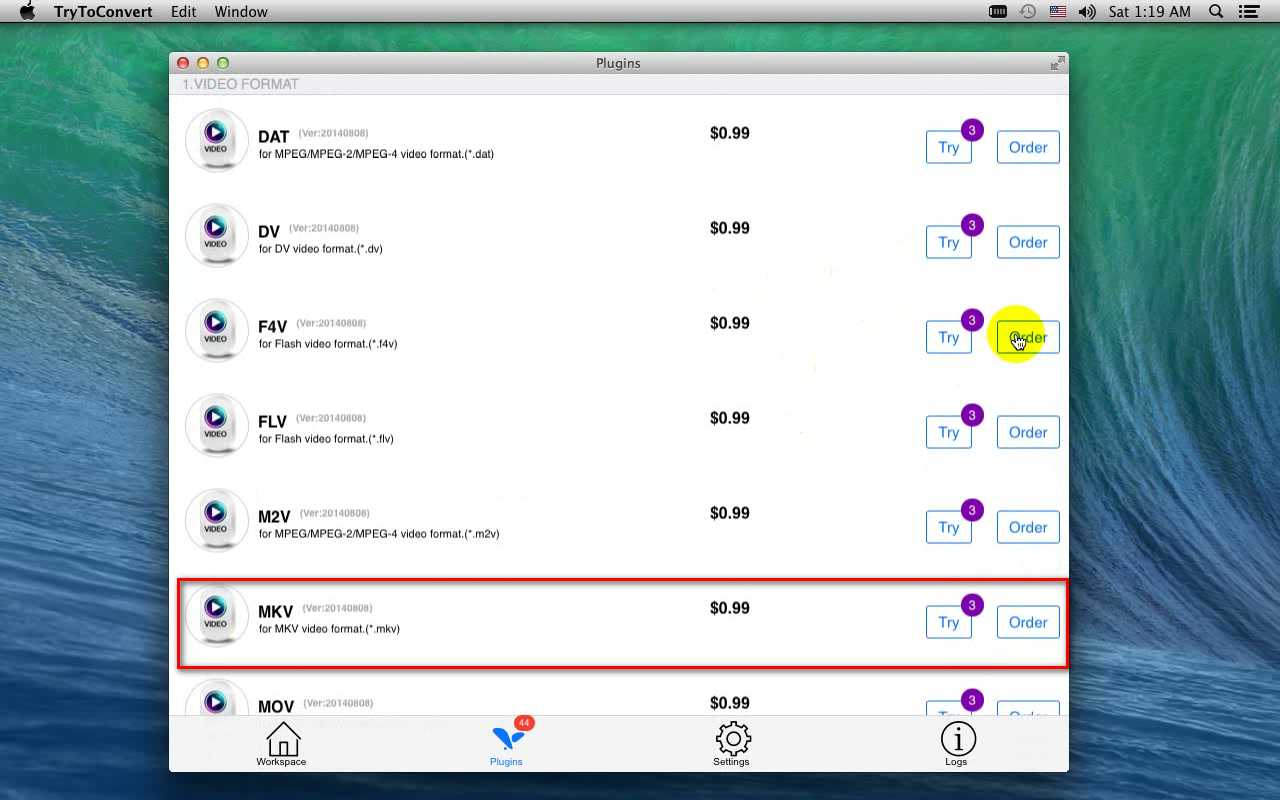 TryToConvert Edit Window Sat 1:19 AM
Plugins
1.VIDEO FORMAT
VIDEO DAT (Ver:20140808) $0.99 Try 3 Order
for MPEG/MPEG-2/MPEG-4 video format.(*.dat)
VIDEO DV (Ver:20140808) $0.99 Try 3 Order
for DV video format.(*.dv)
VIDEO F4V (Ver:20140808) $0.99 Try 3 Order
for Flash video format.(*.f4v)
VIDEO FLV (Ver:20140808) $0.99 Try 3 Order
for Flash video format.(*.flv)
VIDEO M2V (Ver:20140808) $0.99 Try 3 Order
for MPEG/MPEG-2/MPEG-4 video format.(*.m2v)
VIDEO MKV (Ver:20140808) $0.99 Try 3 Order
for MKV video format.(*.mkv)
MOV (Ver:20140808) $0.99 3
44
Workspace Plugins Settings Logs